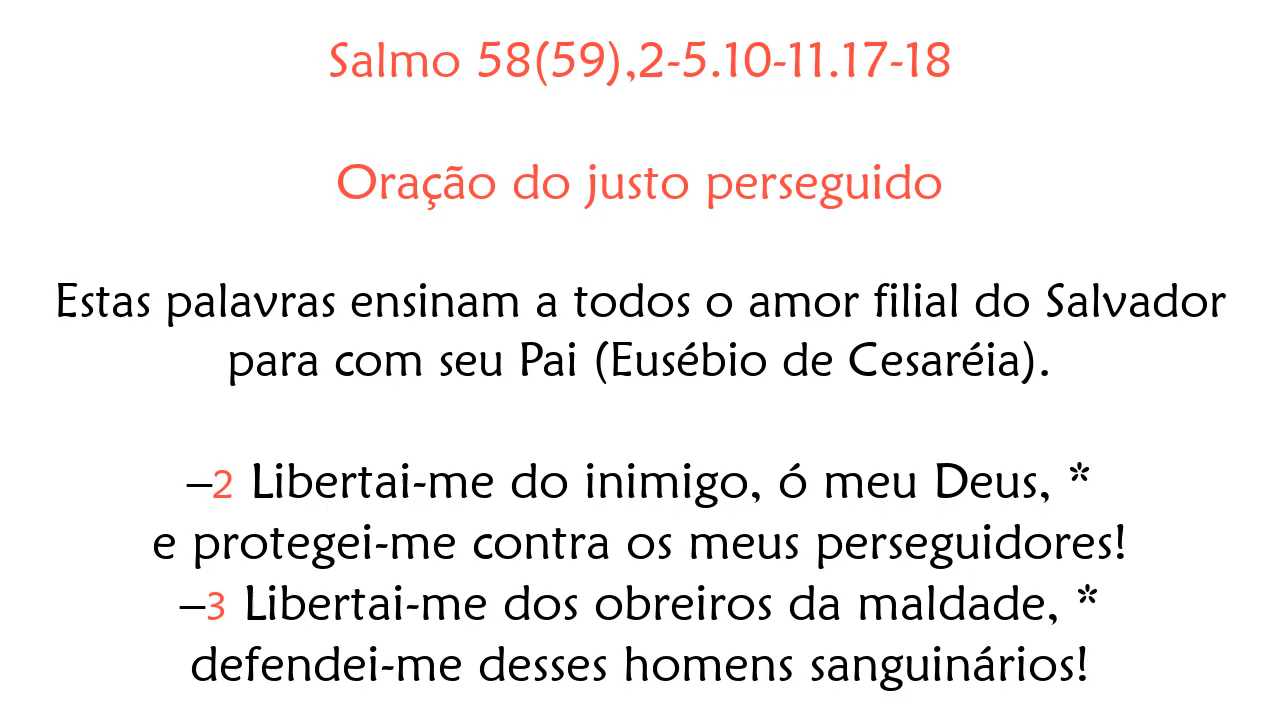 Salmo 58(59),2-5.10-11.17-18
Oração do justo perseguido
Estas palavras ensinam a todos o amor filial do Salvador
para com seu Pai (Eusébio de Cesaréia).
–2 Libertai-me do inimigo, ó meu Deus, *
e protegei-me contra os meus perseguidores!
–3 Libertai-me dos obreiros da maldade, *
defendei-me desses homens sanguinários!